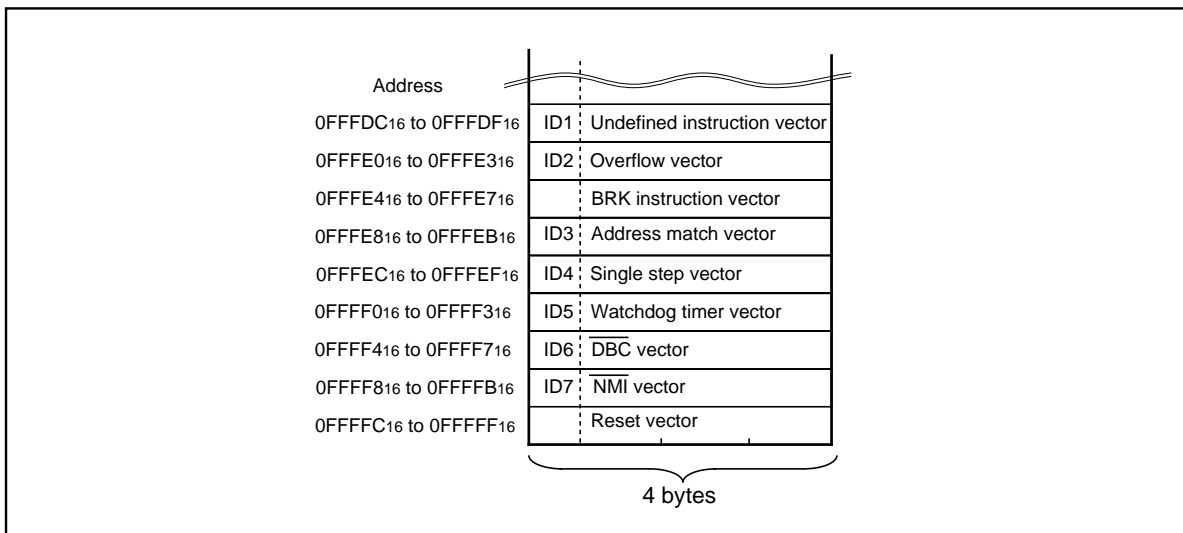 Address
0FFFDC16 to 0FFFDF16 ID1 Undefined instruction vector
0FFFE016 to 0FFFE316 ID2 Overflow vector
0FFFE416 to 0FFFE716 BRK instruction vector
0FFFE816 to 0FFFEB16 ID3 Address match vector
0FFFEC16 to 0FFFEF16 ID4 Single step vector
0FFFF016 to 0FFFF316 ID5 Watchdog timer vector
0FFFF416 to 0FFFF716 ID6 DBC vector
0FFFF816 to 0FFFFB16 ID7 NMI vector
0FFFFC16 to 0FFFFF16 Reset vector
4 bytes